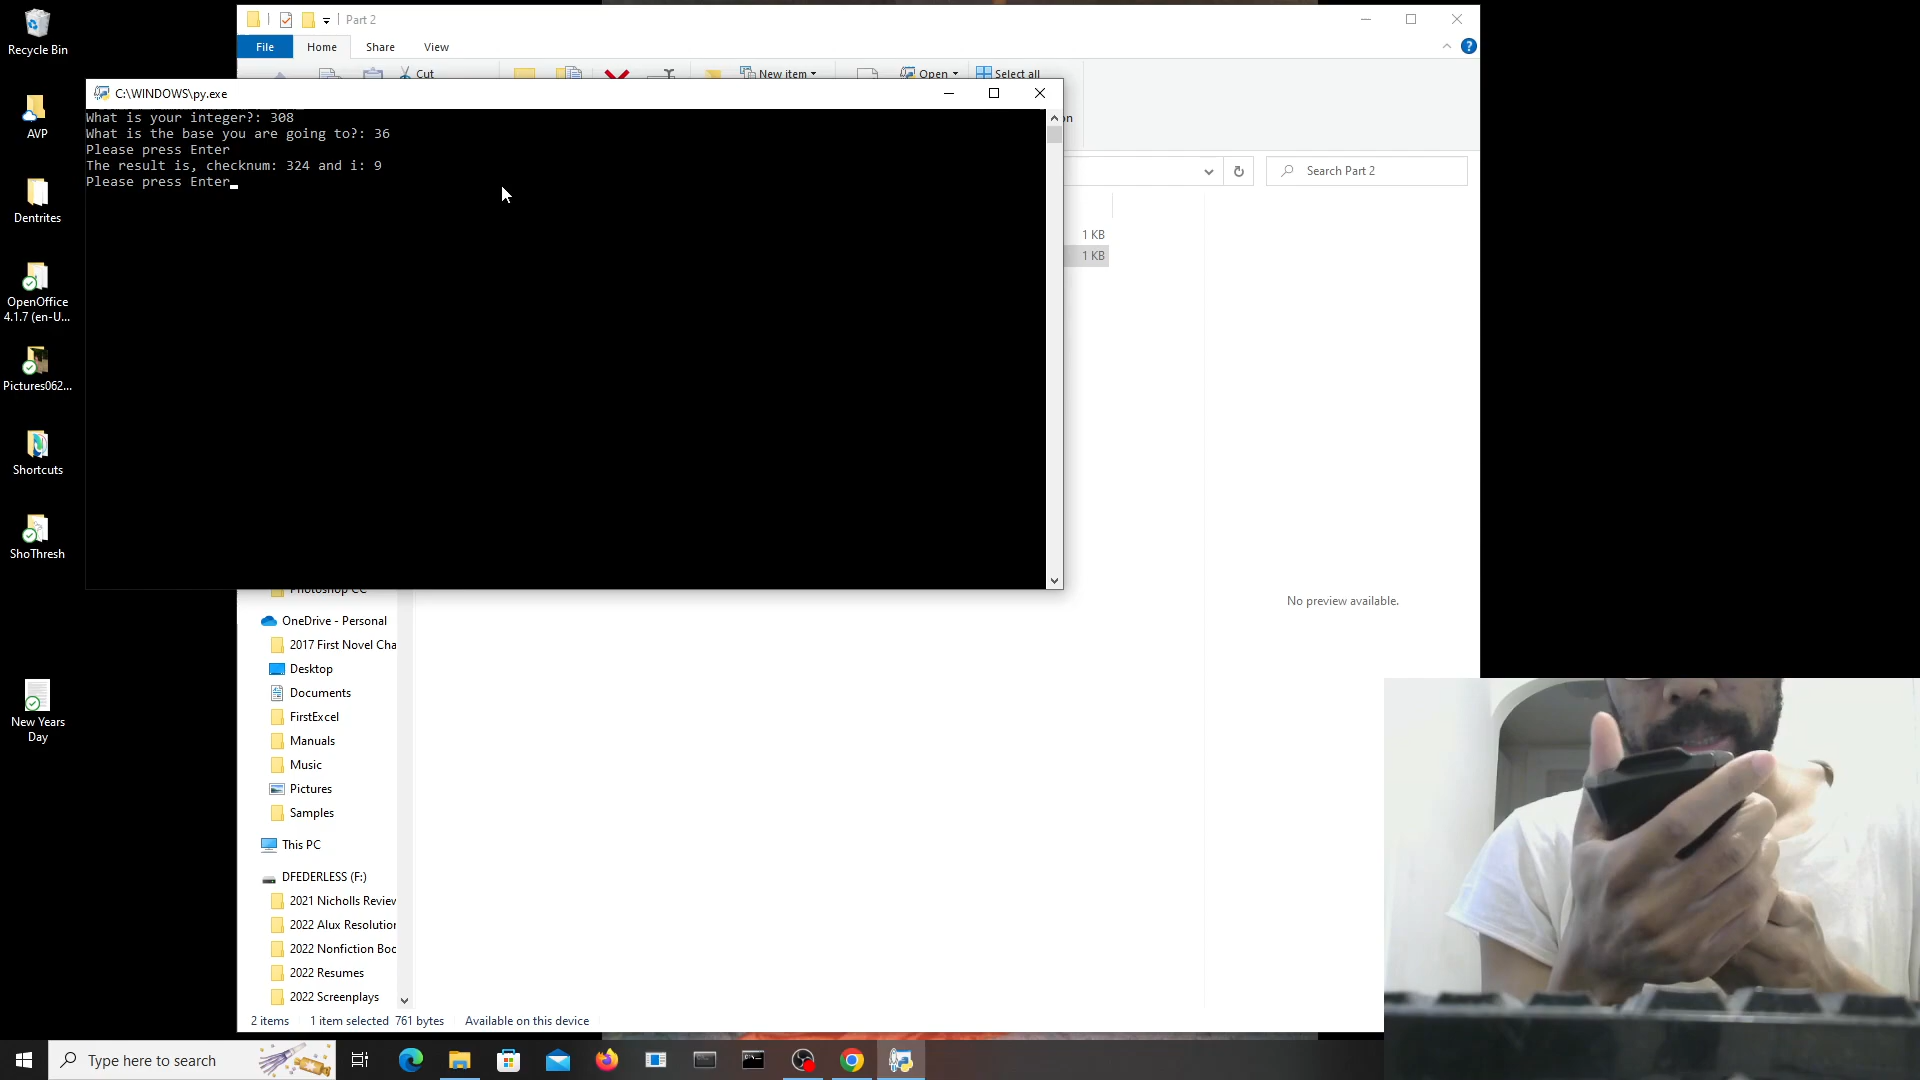 Recycle Bin
AVP
Dentrites
OpenOffice
4.1.7 (en-U...
Pictures062...
Shortcuts
ShoThresh
New Years
Day
Part 2
File
Home
Share
View
Cut
New item
Open
Select all
C:\WINDOWS\py.exe
What is your integer?: 308
What is the base you are going to?: 36
Please press Enter
The result is, checknum: 324 and i: 9
Please press Enter
on
Search Part 2
1 KB
1 KB
No preview available.
Photoshop CC
OneDrive - Personal
2017 First Novel Cha
Desktop
Documents
FirstExcel
Manuals
Music
Pictures
Samples
This PC
DFEDERLESS (F:)
2021 Nicholls Review
2022 Alux Resolution
2022 Nonfiction Boo
2022 Resumes
2022 Screenplays
2 items
1 item selected 761 bytes
Available on this device
Type here to search